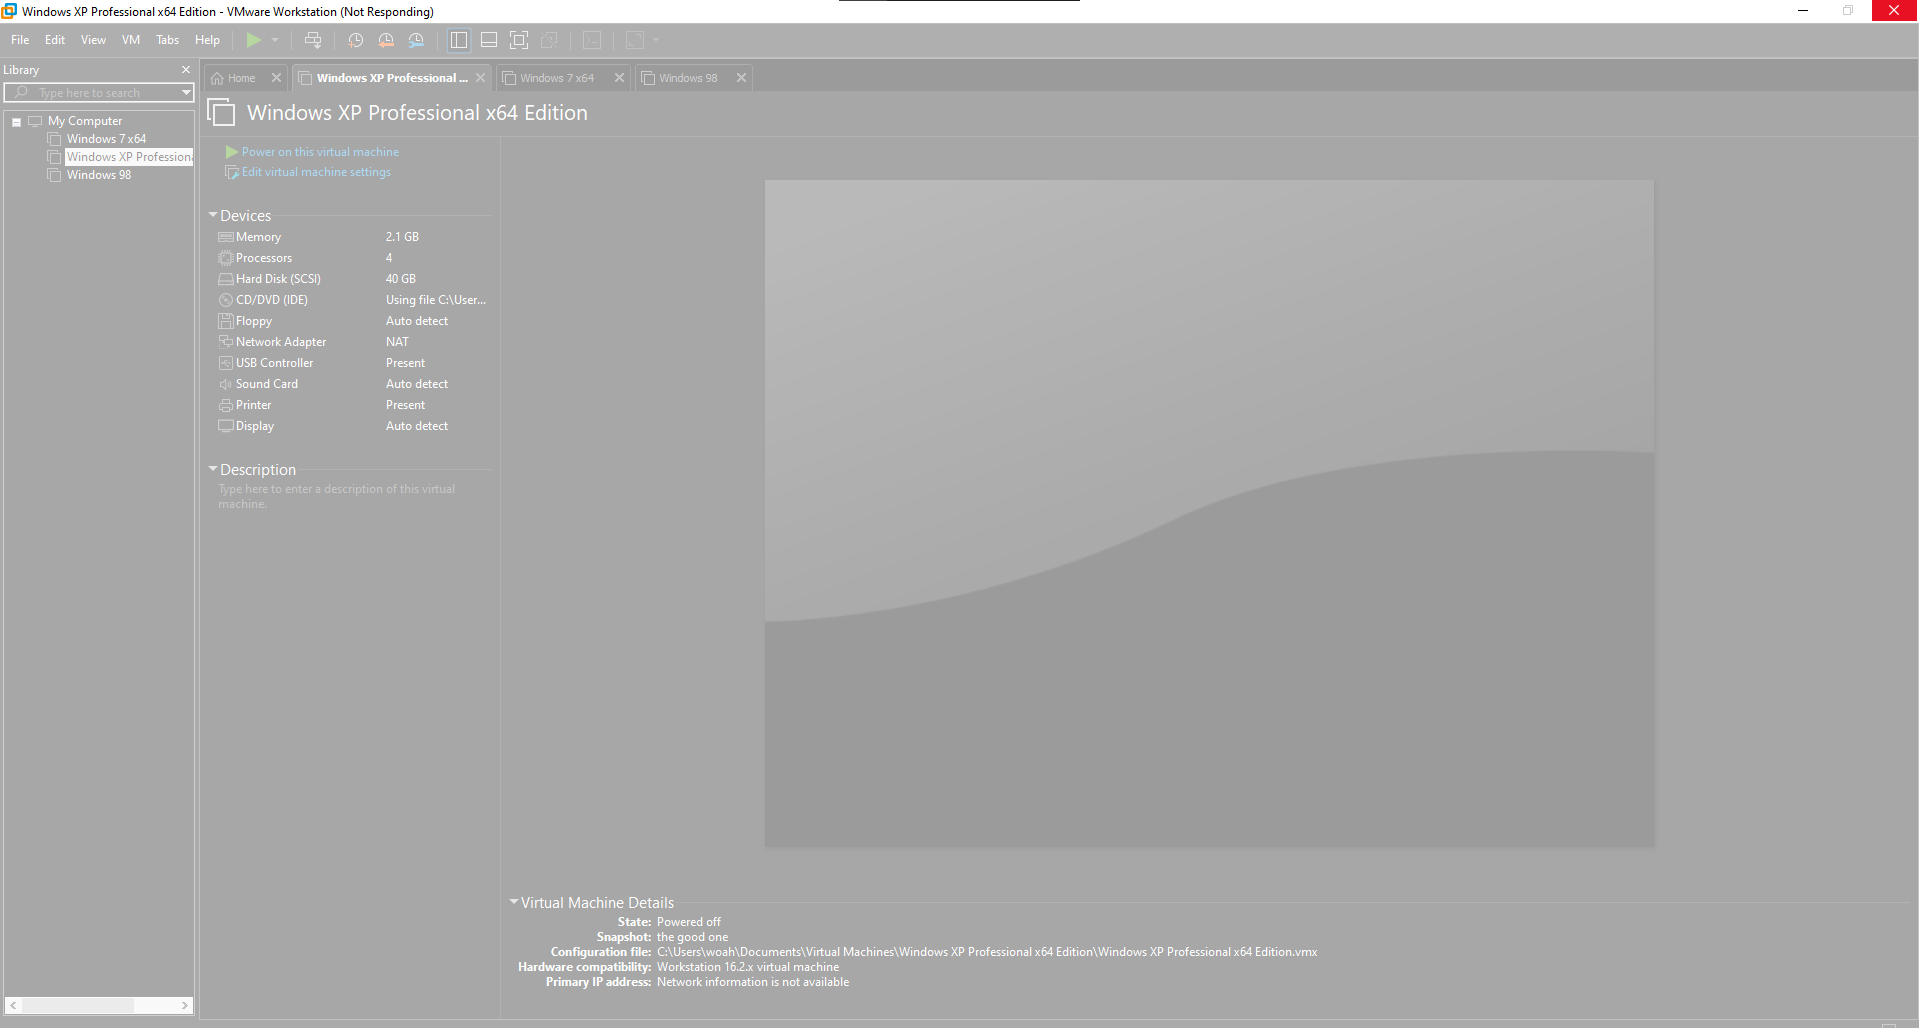 Windows XP Professional x64 Edition - VMware Workstation (Not Responding)
File Edit View VM Tabs Help
Library
Type here to search
My Computer
Windows 7 x64
Windows XP Professiona
Windows 98
Home
Windows XP Professional ...
Windows 7 x64
Windows 98
Windows XP Professional x64 Edition
Power on this virtual machine
Edit virtual machine settings
Devices
Memory 2.1 GB
Processors 4
Hard Disk (SCSI) 40 GB
CD/DVD (IDE) Using file C:\User...
Floppy Auto detect
Network Adapter NAT
USB Controller Present
Sound Card Auto detect
Printer Present
Display Auto detect
Description
Type here to enter a description of this virtual
machine.
Virtual Machine Details
State: Powered off
Snapshot: the good one
Configuration file: C:\Users\woah\Documents\Virtual Machines\Windows XP Professional x64 Edition\Windows XP Professional x64 Edition.vmx
Hardware compatibility: Workstation 16.2.x virtual machine
Primary IP address: Network information is not available